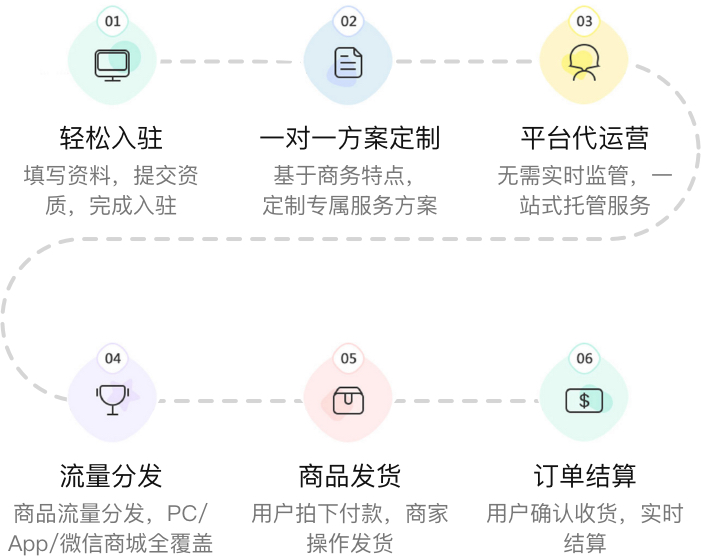 01
轻松入驻
填写资料，提交资
质，完成入驻
02
一对一方案定制
基于商务特点，
定制专属服务方案
03
平台代运营
无需实时监管，一
站式托管服务
04
流量分发
商品流量分发，PC/
App/微信商城全覆盖
05
商品发货
用户拍下付款，商家
操作发货
06
$
订单结算
用户确认收货，实时
结算